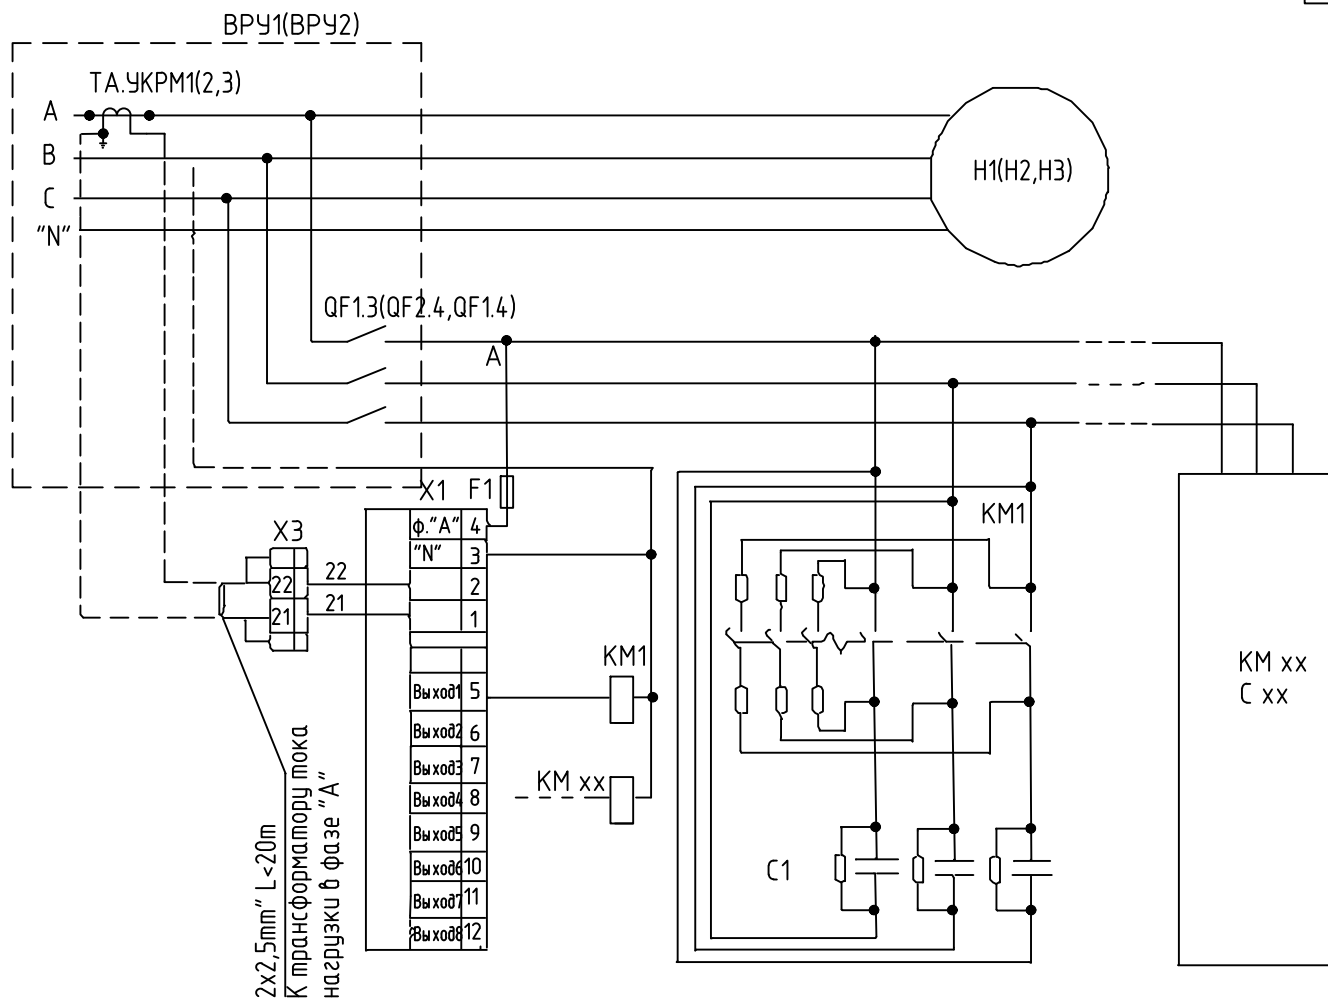 ВРУ1(ВРУ2)
ТА.УКРМ1(2,3)
A
B
C
"N"
Н1(Н2,Н3)
QF1.3(QF2.4,QF1.4)
A
X1
F1
ф."А" 4
"N" 3
2
1
Выход1 5
Выход2 6
Выход3 7
Выход4 8
Выход5 9
Выход6 10
Выход7 11
Выход8 12
X3
22
21
22
21
KM1
KM xx
KM1
C1
KM xx
C xx
2x2,5mm" L<20m
К трансформатору тока
нагрузки в фазе "А"